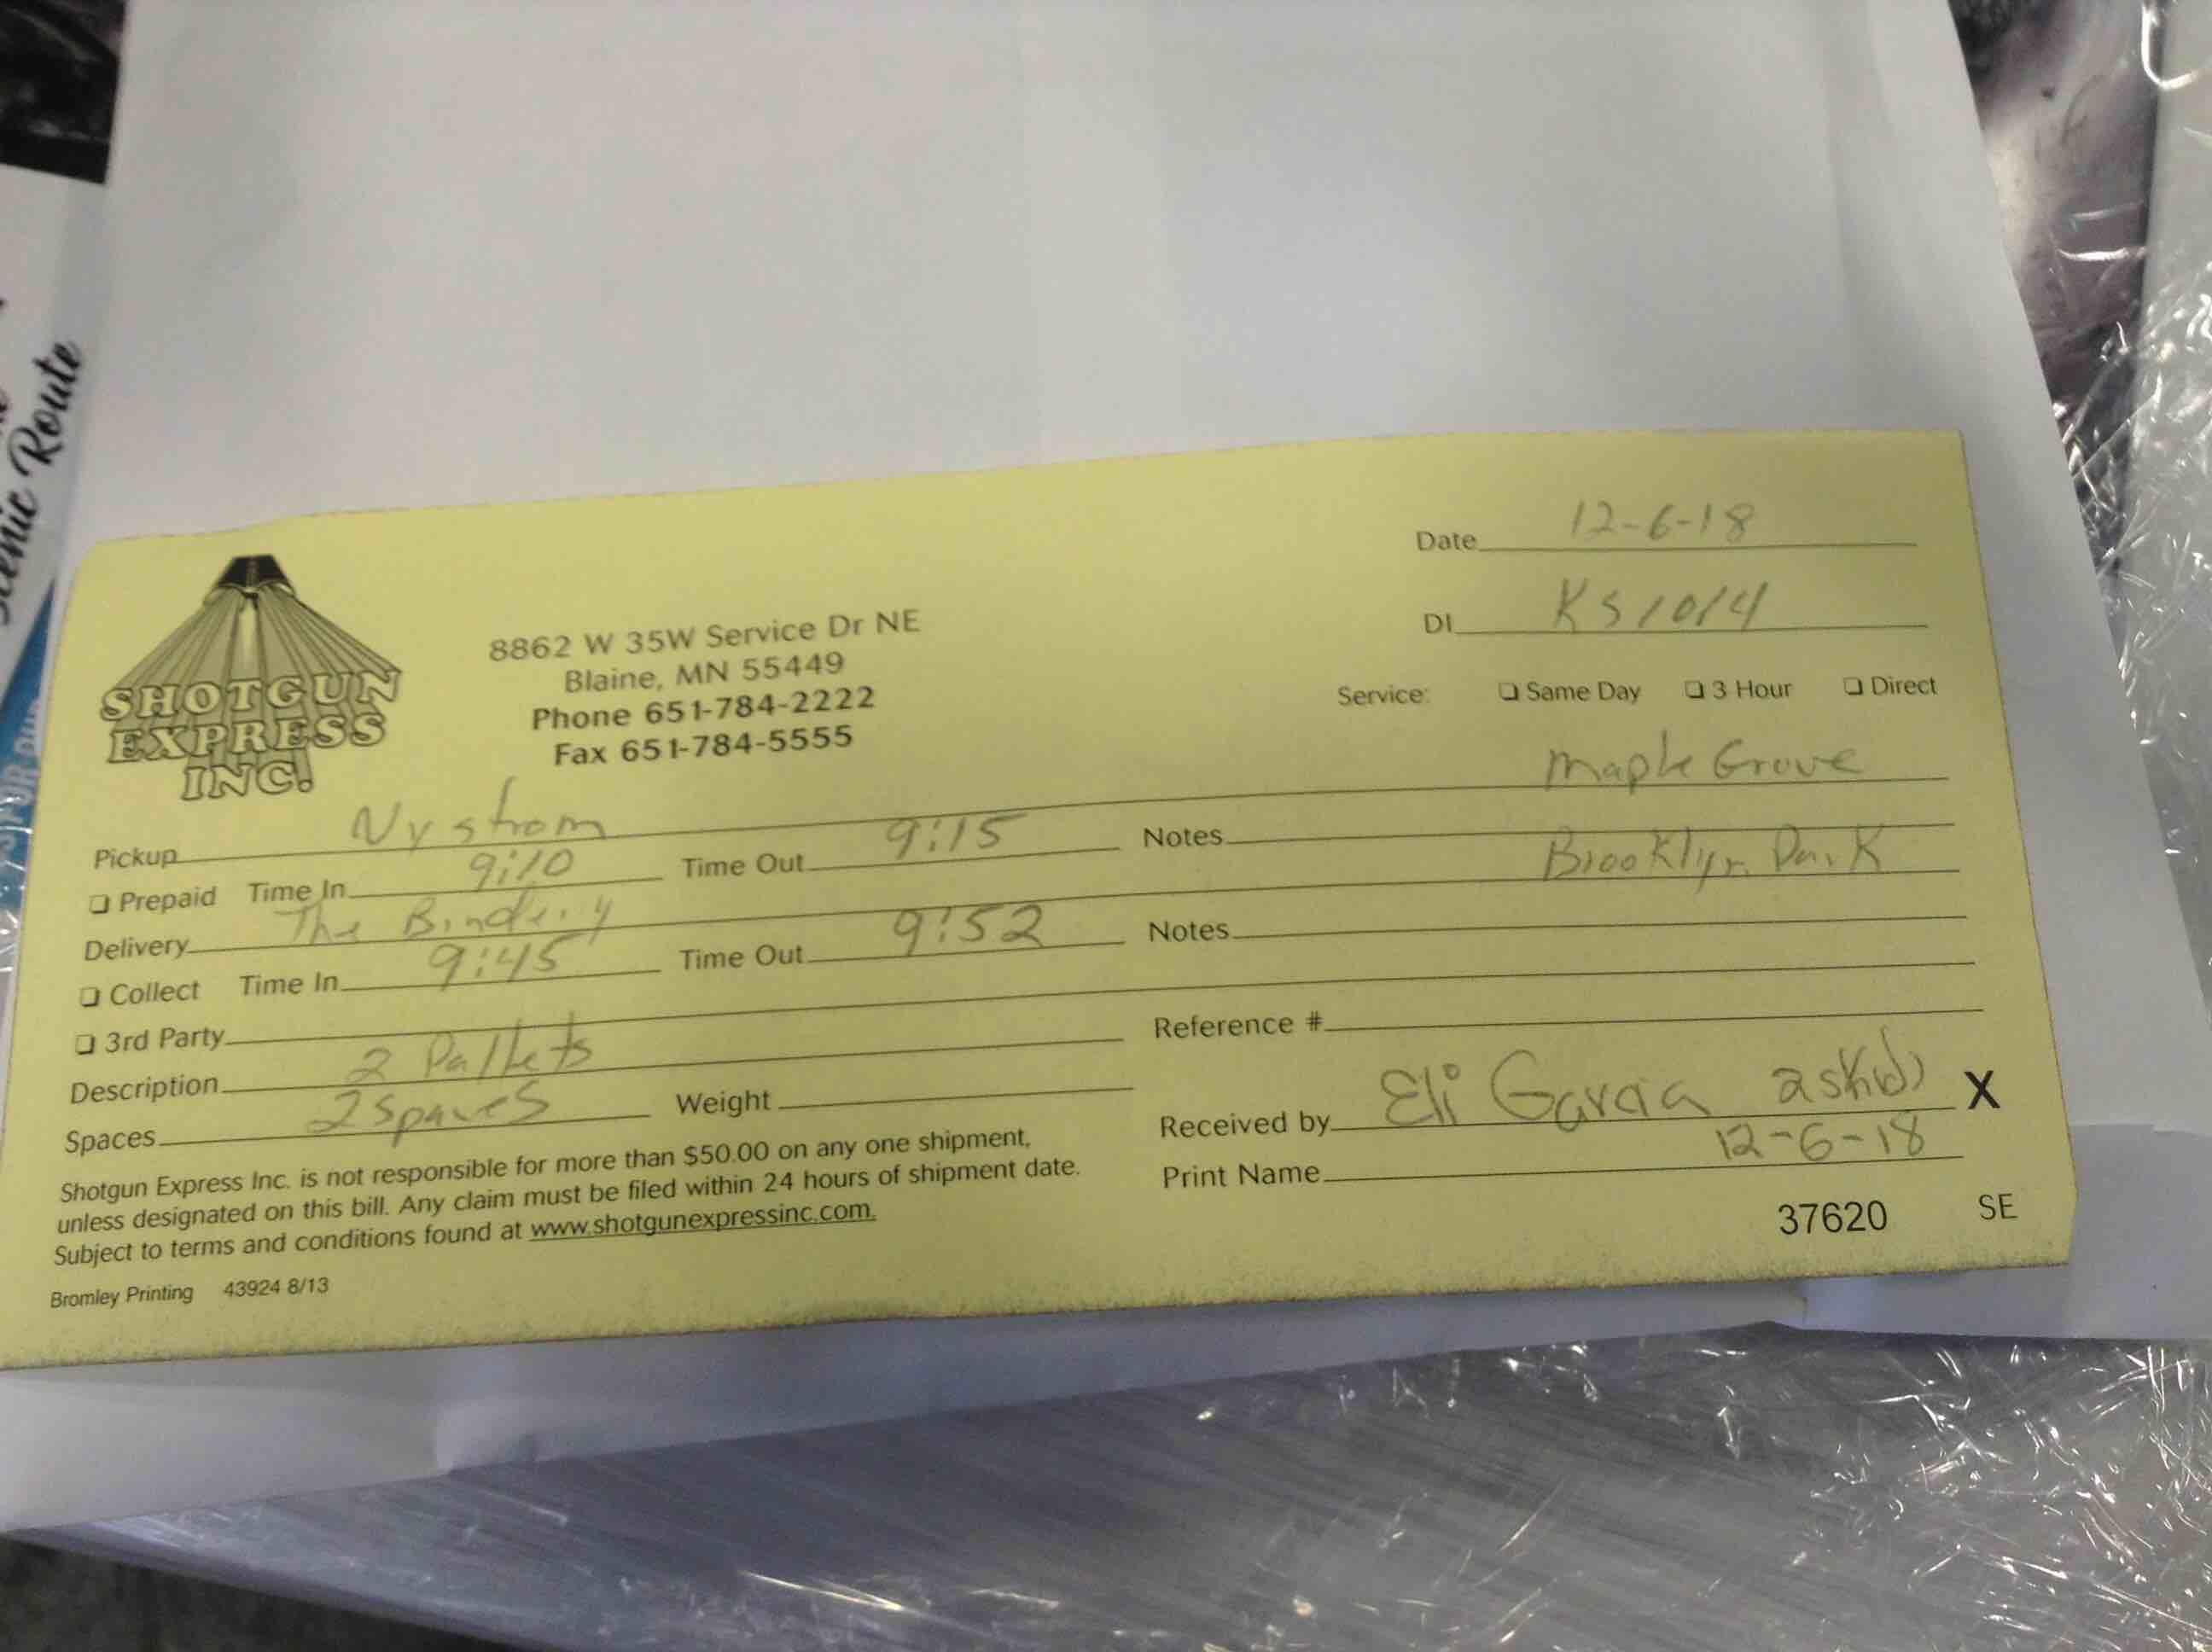 Scenic Route
SHOTGUN
EXPRESS
INC.
8862 W 35W Service Dr NE
Blaine, MN 55449
Phone 651-784-2222
Fax 651-784-5555
Date 12-6-18
DI KS1014
Service: ❑ Same Day ❑ 3 Hour ❑ Direct
Pickup Nystrom Maple Grove
❑ Prepaid Time In 9:10 Time Out 9:15 Notes
Delivery The Bindery Brooklyn Park
❑ Collect Time In 9:45 Time Out 9:52 Notes
❑ 3rd Party
Description 2 Pallets Reference #
Spaces 2 Spaces Weight
Received by Eli Garcia 2 skids X
Print Name 12-6-18
Shotgun Express Inc. is not responsible for more than $50.00 on any one shipment,
unless designated on this bill. Any claim must be filed within 24 hours of shipment date.
Subject to terms and conditions found at www.shotgunexpressinc.com.
37620 SE
Bromley Printing 43924 8/13